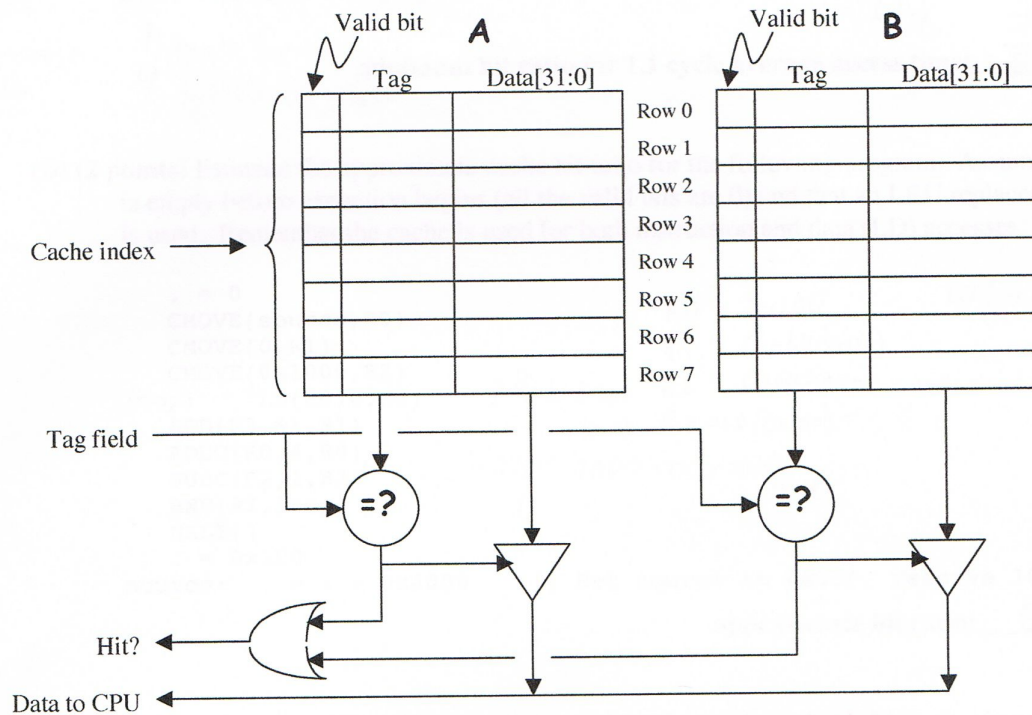 Valid bit A
Valid bit B
Tag Data[31:0]
Tag Data[31:0]
Row 0
Row 1
Row 2
Row 3
Row 4
Row 5
Row 6
Row 7
Cache index
Tag field
=?
=?
Hit?
Data to CPU